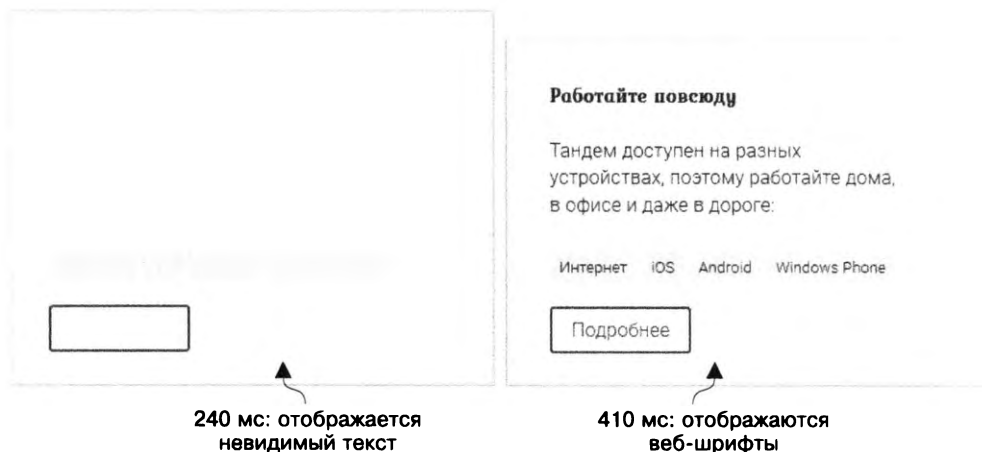 Работайте повсюду
Тандем доступен на разных
устройствах, поэтому работайте дома,
в офисе и даже в дороге:
Интернет iOS Android Windows Phone
Подробнее
240 мс: отображается
невидимый текст
410 мс: отображаются
веб-шрифты